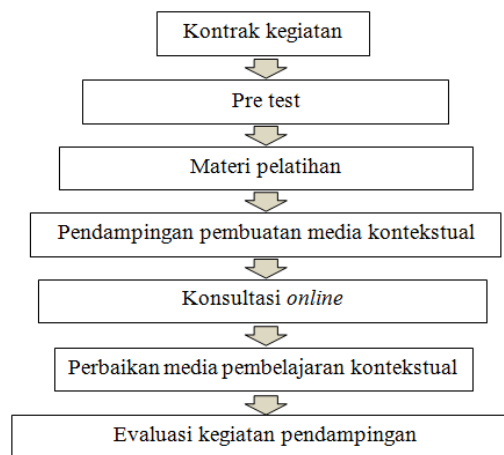 Kontrak kegiatan
Pre test
Materi pelatihan
Pendampingan pembuatan media kontekstual
Konsultasi online
Perbaikan media pembelajaran kontekstual
Evaluasi kegiatan pendampingan